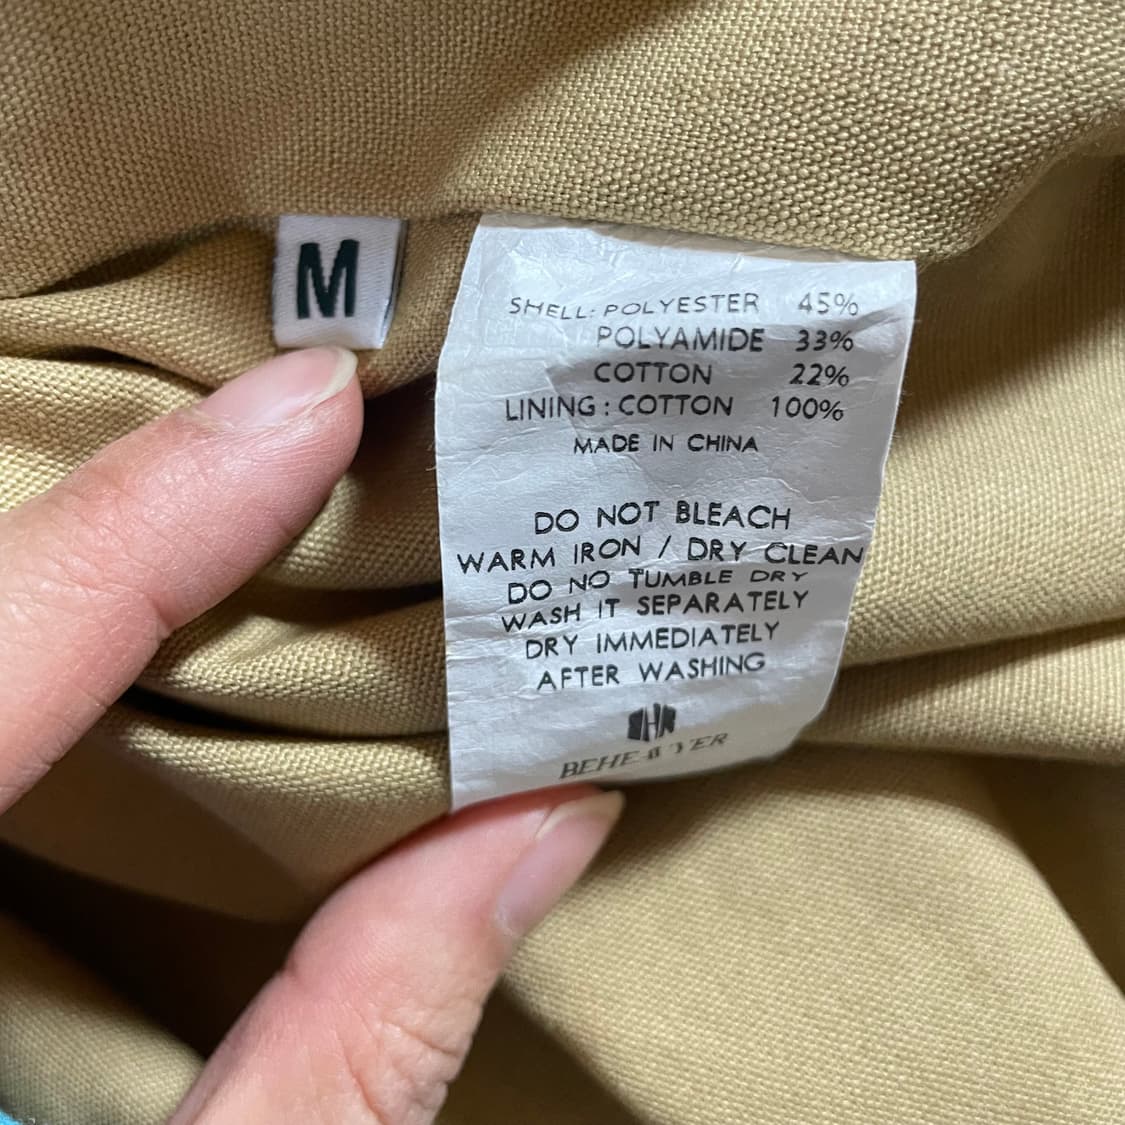 M
SHELL: POLYESTER 45%
POLYAMIDE 33%
COTTON 22%
LINING : COTTON 100%
MADE IN CHINA
DO NOT BLEACH
WARM IRON / DRY CLEAN
DO NO TUMBLE DRY
WASH IT SEPARATELY
DRY IMMEDIATELY
AFTER WASHING